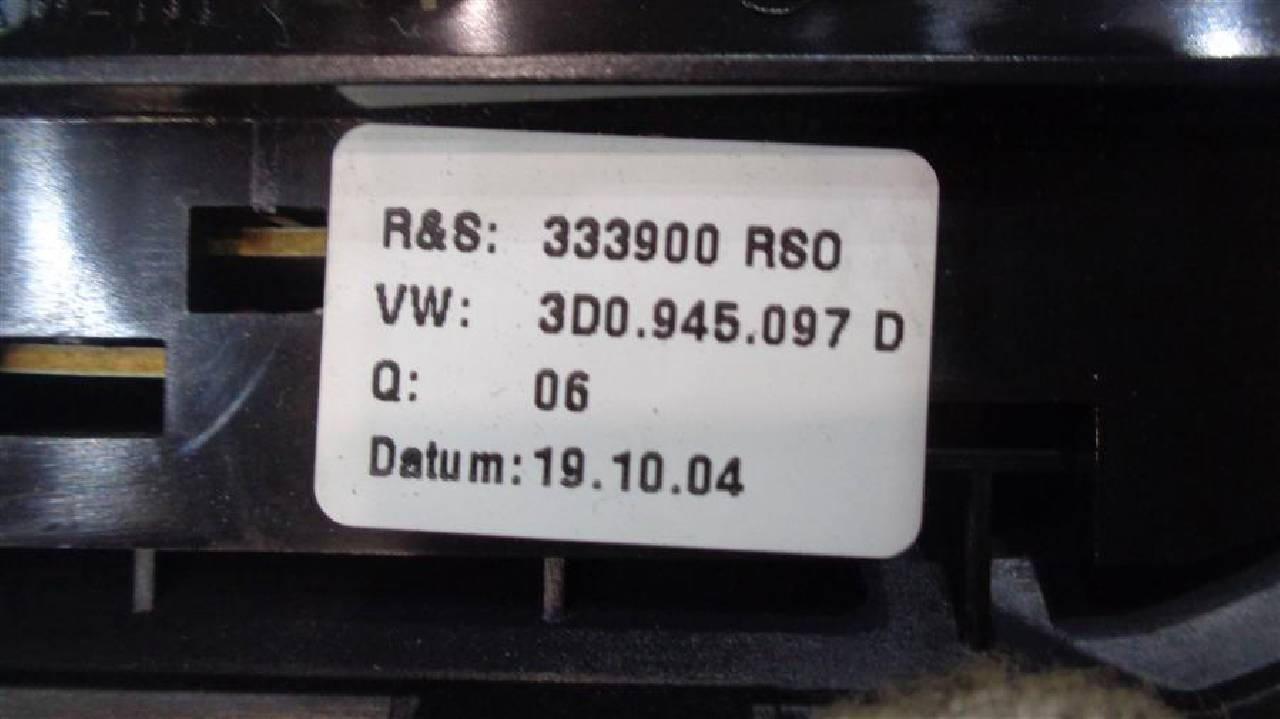 R&S: 333900 RSO
VW: 3D0.945.097 D
Q: 06
Datum: 19.10.04